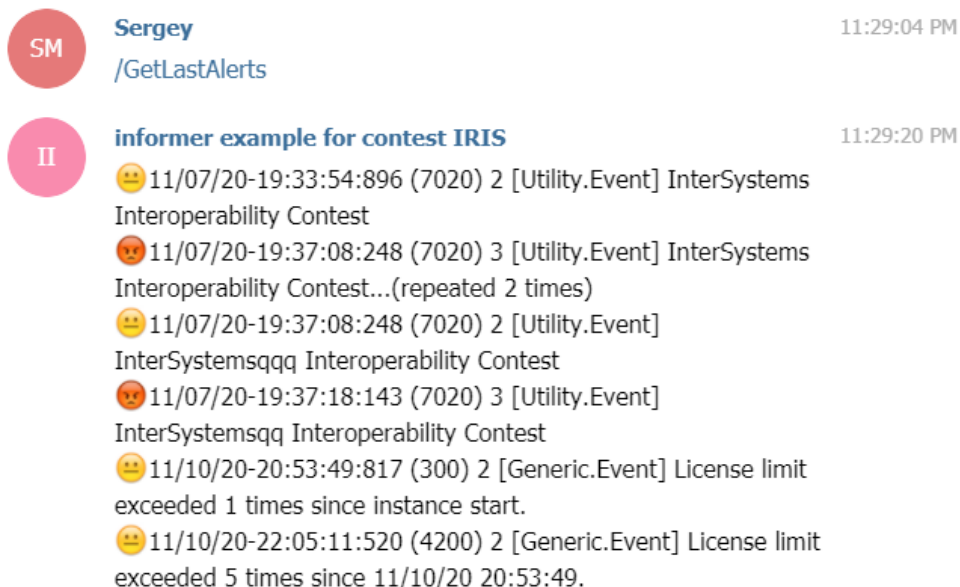 SM
Sergey
11:29:04 PM
/GetLastAlerts
II
informer example for contest IRIS
11:29:20 PM
😐11/07/20-19:33:54:896 (7020) 2 [Utility.Event] InterSystems
Interoperability Contest
😡11/07/20-19:37:08:248 (7020) 3 [Utility.Event] InterSystems
Interoperability Contest...(repeated 2 times)
😐11/07/20-19:37:08:248 (7020) 2 [Utility.Event]
InterSystemsqqq Interoperability Contest
😡11/07/20-19:37:18:143 (7020) 3 [Utility.Event]
InterSystemsqq Interoperability Contest
😐11/10/20-20:53:49:817 (300) 2 [Generic.Event] License limit
exceeded 1 times since instance start.
😐11/10/20-22:05:11:520 (4200) 2 [Generic.Event] License limit
exceeded 5 times since 11/10/20 20:53:49.